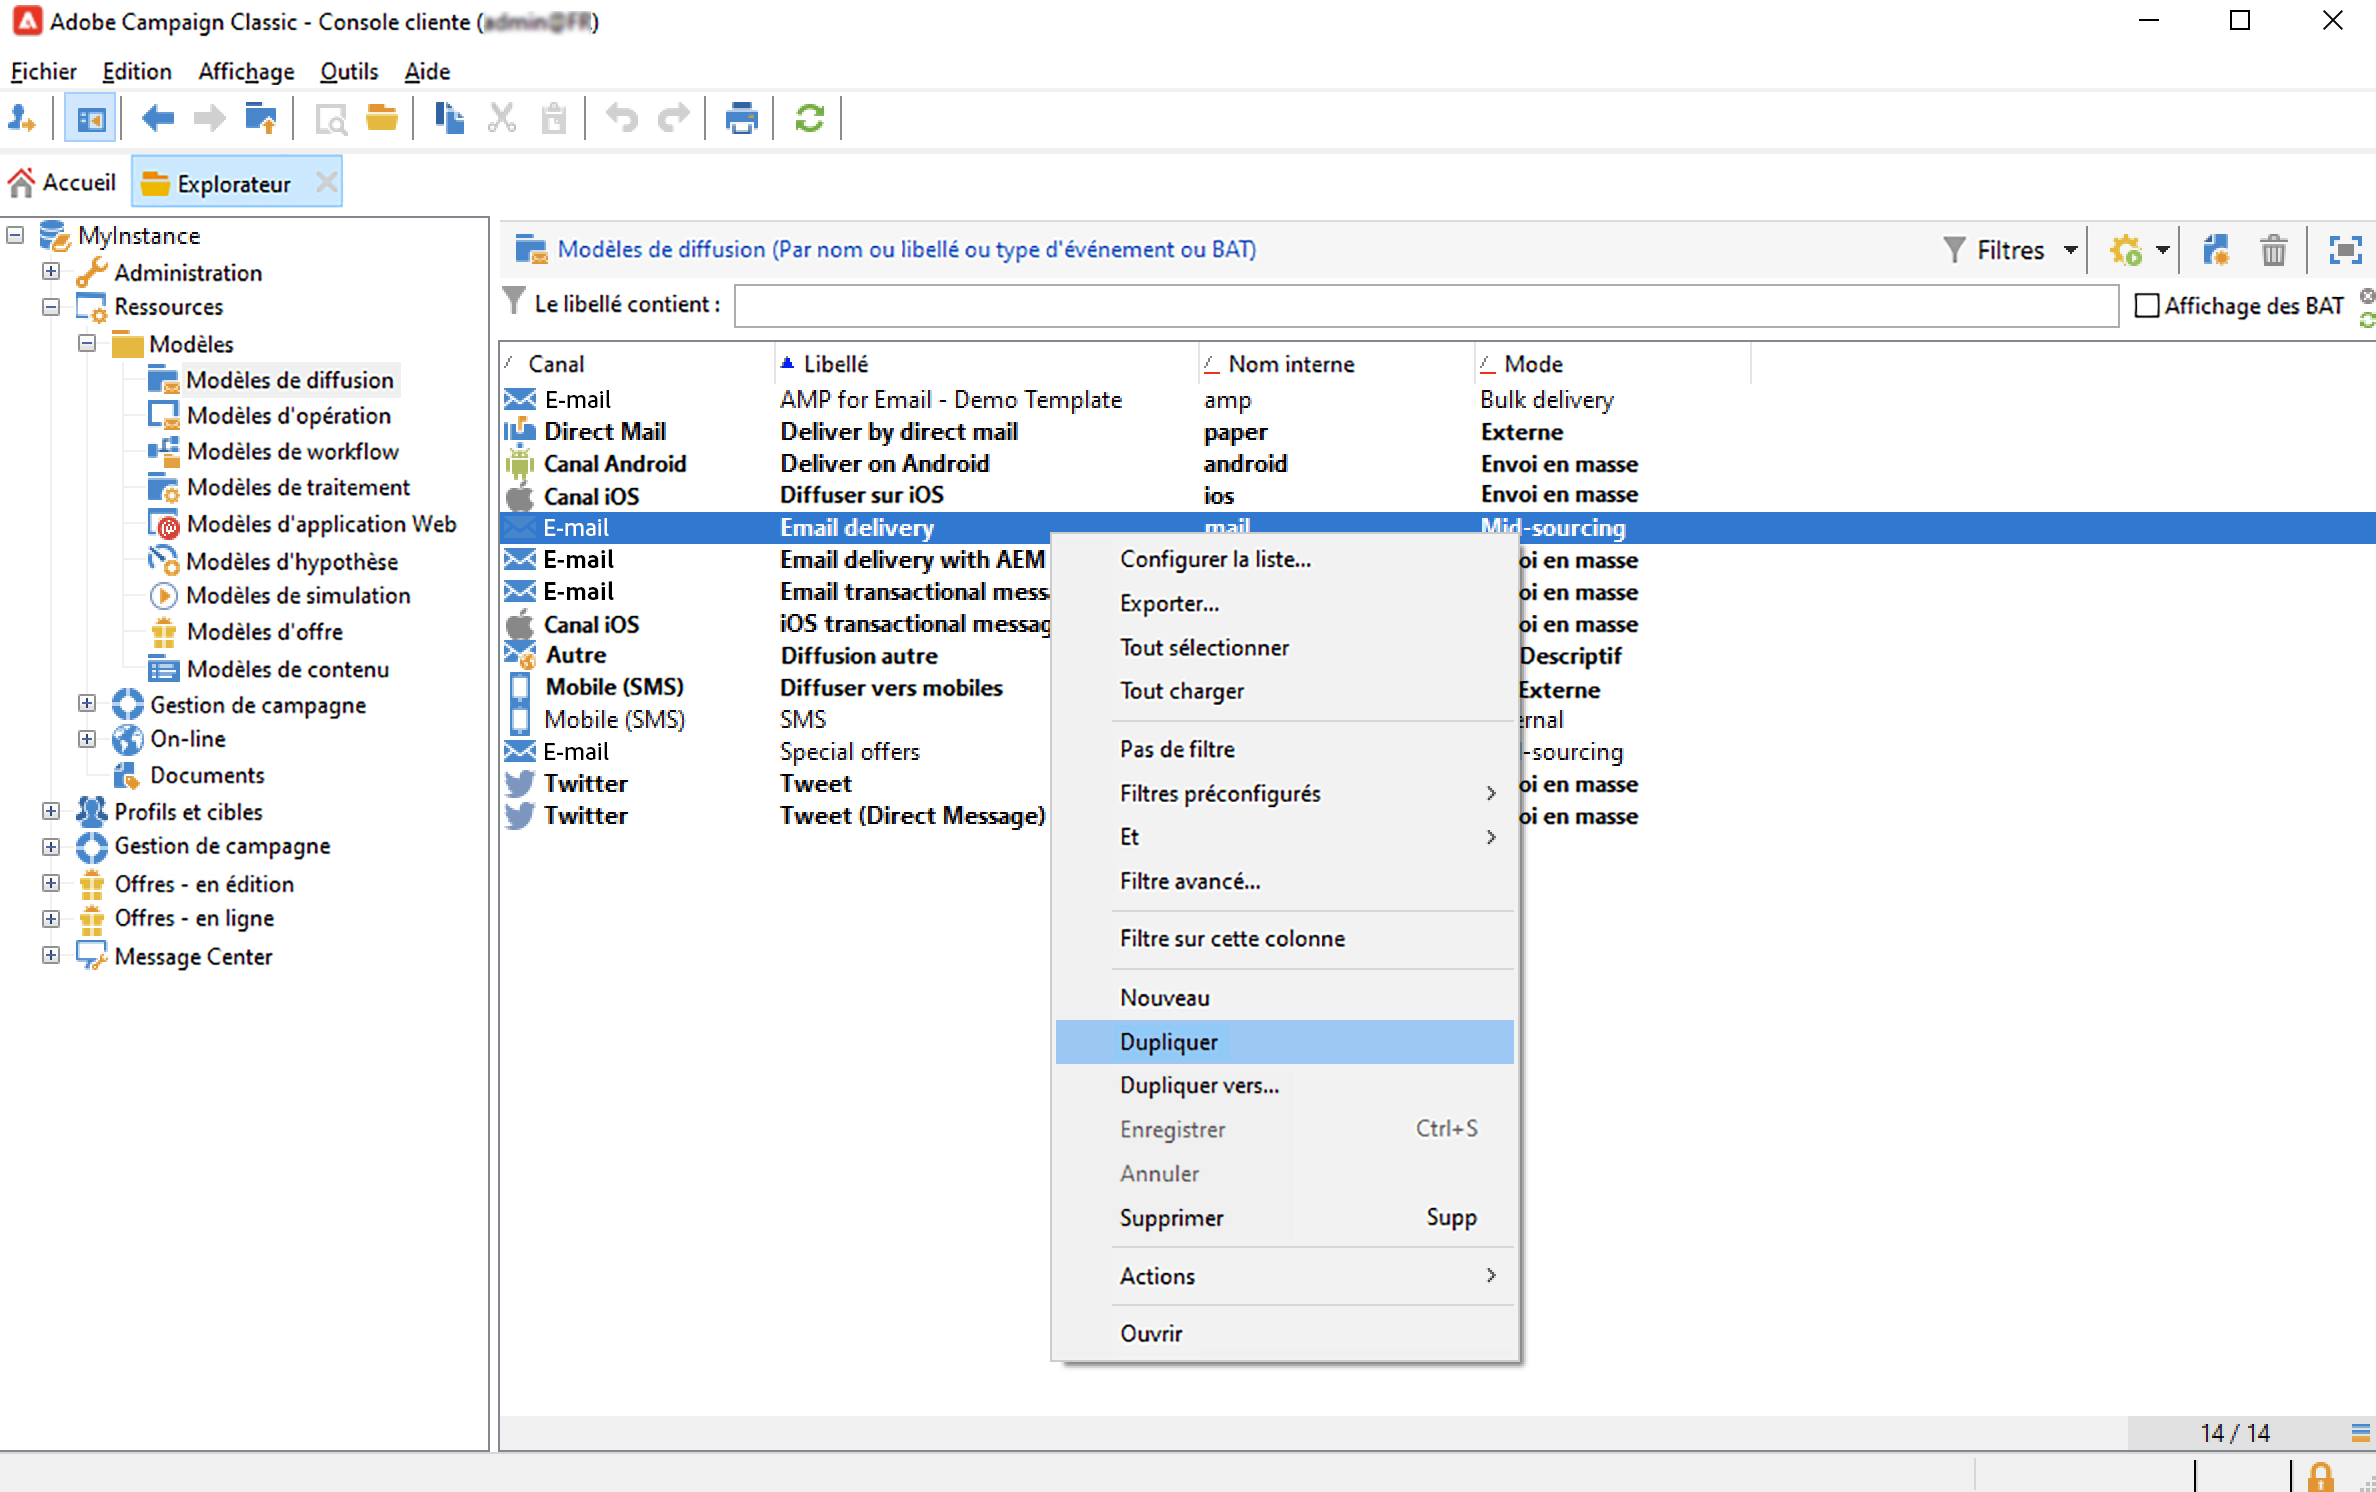 Adobe Campaign Classic - Console cliente (
Fichier Edition Affichage Outils Aide
Accueil Explorateur
MyInstance
Administration
Ressources
Modèles
Modèles de diffusion
Modèles d'opération
Modèles de workflow
Modèles de traitement
Modèles d'application Web
Modèles d'hypothèse
Modèles de simulation
Modèles d'offre
Modèles de contenu
Gestion de campagne
On-line
Documents
Profils et cibles
Gestion de campagne
Offres - en édition
Offres - en ligne
Message Center
Modèles de diffusion (Par nom ou libellé ou type d'événement ou BAT) Filtres
Le libellé contient : Affichage des BAT
Canal Libellé Nom interne Mode
E-mail AMP for Email - Demo Template amp Bulk delivery
Direct Mail Deliver by direct mail paper Externe
Canal Android Deliver on Android android Envoi en masse
Canal iOS Diffuser sur iOS ios Envoi en masse
E-mail Email delivery mail Mid-sourcing
E-mail Email delivery with AEM oi en masse
E-mail Email transactional mess oi en masse
Canal iOS iOS transactional messag oi en masse
Autre Diffusion autre Descriptif
Mobile (SMS) Diffuser vers mobiles Externe
Mobile (SMS) SMS ernal
E-mail Special offers -sourcing
Twitter Tweet oi en masse
Twitter Tweet (Direct Message) oi en masse
Configurer la liste...
Exporter...
Tout sélectionner
Tout charger
Pas de filtre
Filtres préconfigurés
Et
Filtre avancé...
Filtre sur cette colonne
Nouveau
Dupliquer
Dupliquer vers...
Enregistrer Ctrl+S
Annuler
Supprimer Supp
Actions
Ouvrir
14 / 14